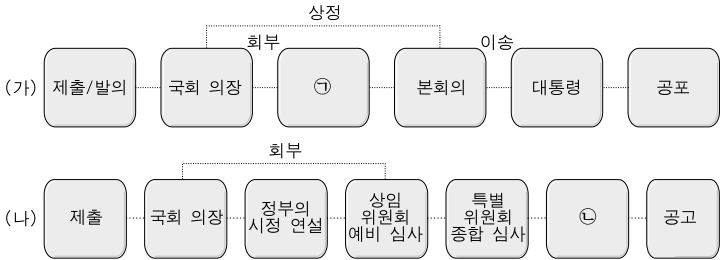 상정
회부
이송
(가)
제출/발의
국회 의장
㉠
본회의
대통령
공포
회부
(나)
제출
국회 의장
정부의
시정 연설
상임
위원회
예비 심사
특별
위원회
종합 심사
㉡
공고